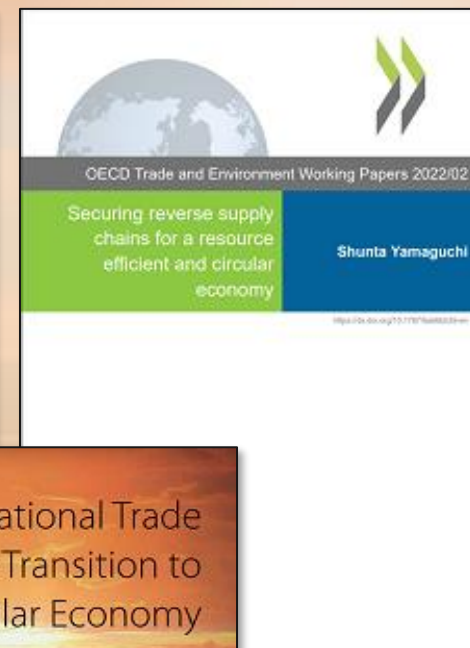 OECD Trade and Environment Working Papers 2022/02
Securing reverse supply
chains for a resource
efficient and circular
economy
Shunta Yamaguchi
ational Trade
Transition to
lar Economy